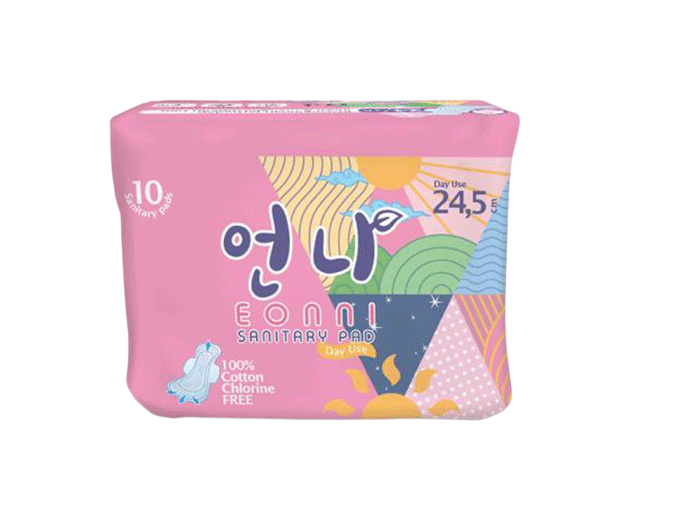 10
Sanitary pads
Day Use
24,5 cm
언니
EONNI
SANITARY PAD
Day Use
100%
Cotton
Chlorine
FREE